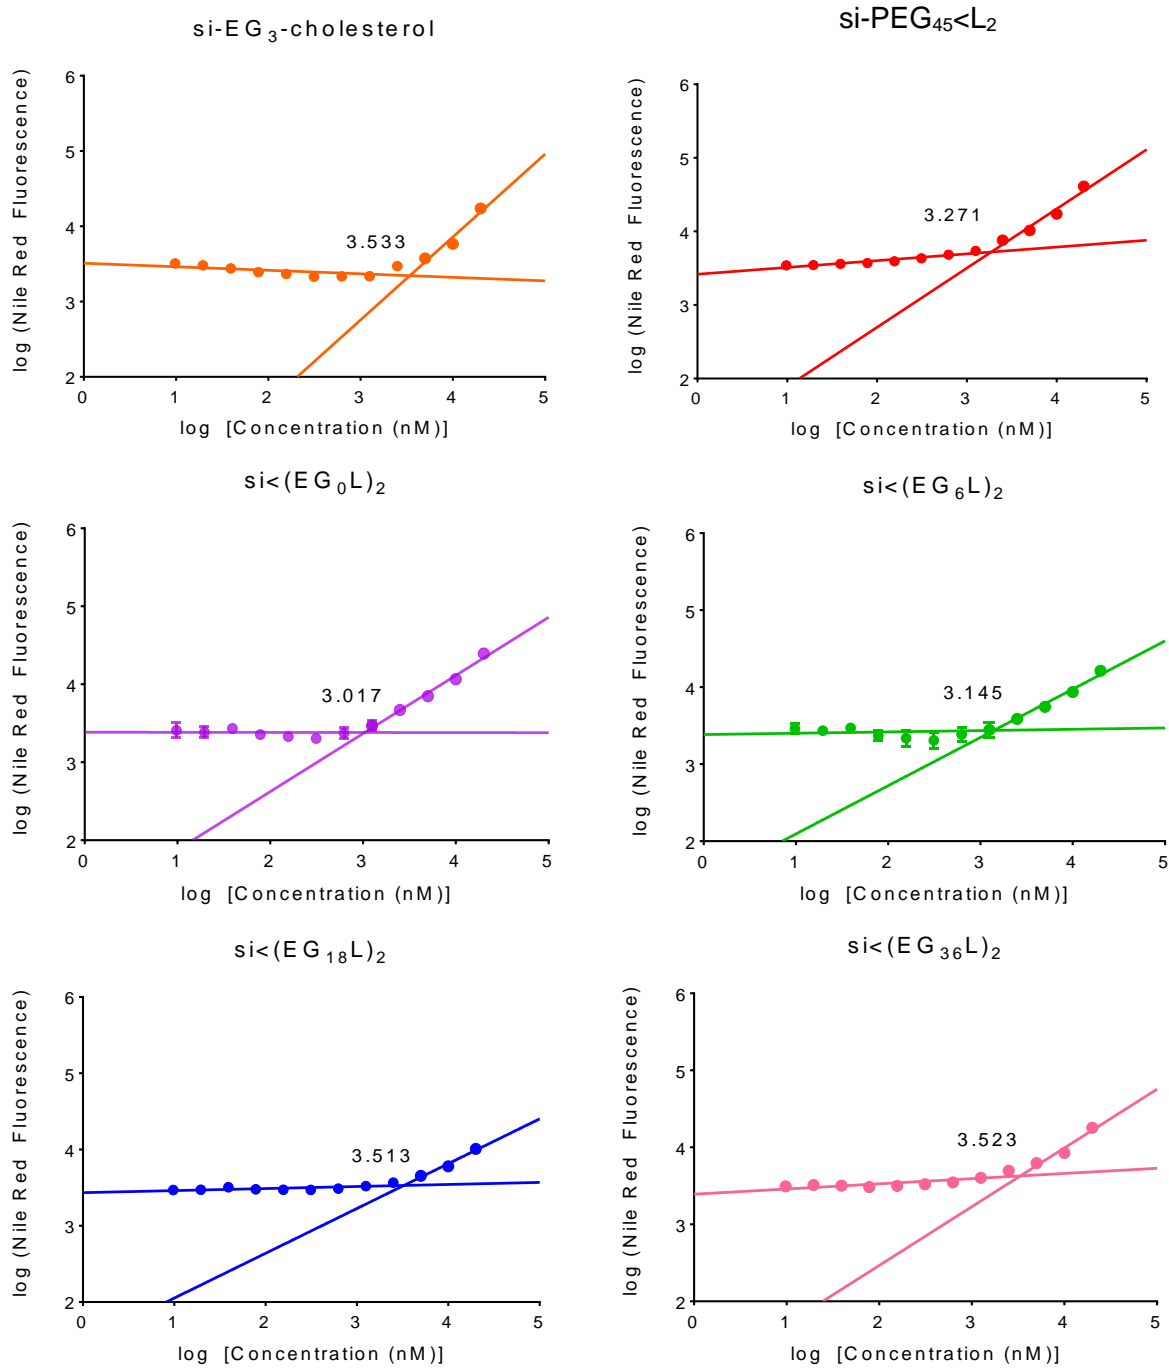 si-EG₃-cholesterol
log (Nile Red Fluorescence)
6
5
4
3
2
3.533
0 1 2 3 4 5
log [Concentration (nM)]
si-PEG₄₅<L₂
log (Nile Red Fluorescence)
6
5
4
3
2
3.271
0 1 2 3 4 5
log [Concentration (nM)]
si<(EG₀L)₂
log (Nile Red Fluorescence)
6
5
4
3
2
3.017
0 1 2 3 4 5
log [Concentration (nM)]
si<(EG₆L)₂
log (Nile Red Fluorescence)
6
5
4
3
2
3.145
0 1 2 3 4 5
log [Concentration (nM)]
si<(EG₁₈L)₂
log (Nile Red Fluorescence)
6
5
4
3
2
3.513
0 1 2 3 4 5
log [Concentration (nM)]
si<(EG₃₆L)₂
log (Nile Red Fluorescence)
6
5
4
3
2
3.523
0 1 2 3 4 5
log [Concentration (nM)]